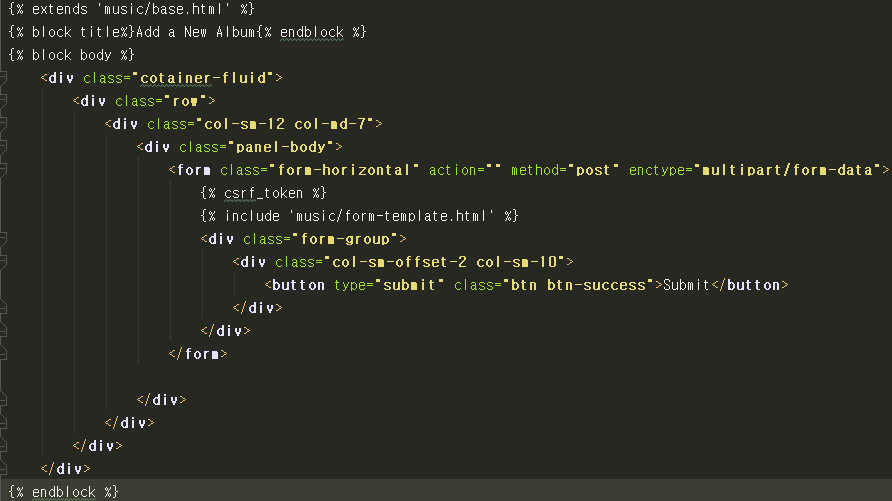 {% extends 'music/base.html' %}
{% block title%}Add a New Album{% endblock %}
{% block body %}
<div class="cotainer-fluid">
<div class="row">
<div class="col-sm-12 col-md-7">
<div class="panel-body">
<form class="form-horizontal" action="" method="post" enctype="multipart/form-data">
{% csrf_token %}
{% include 'music/form-template.html' %}
<div class="form-group">
<div class="col-sm-offset-2 col-sm-10">
<button type="submit" class="btn btn-success">Submit</button>
</div>
</div>
</form>
</div>
</div>
</div>
</div>
{% endblock %}